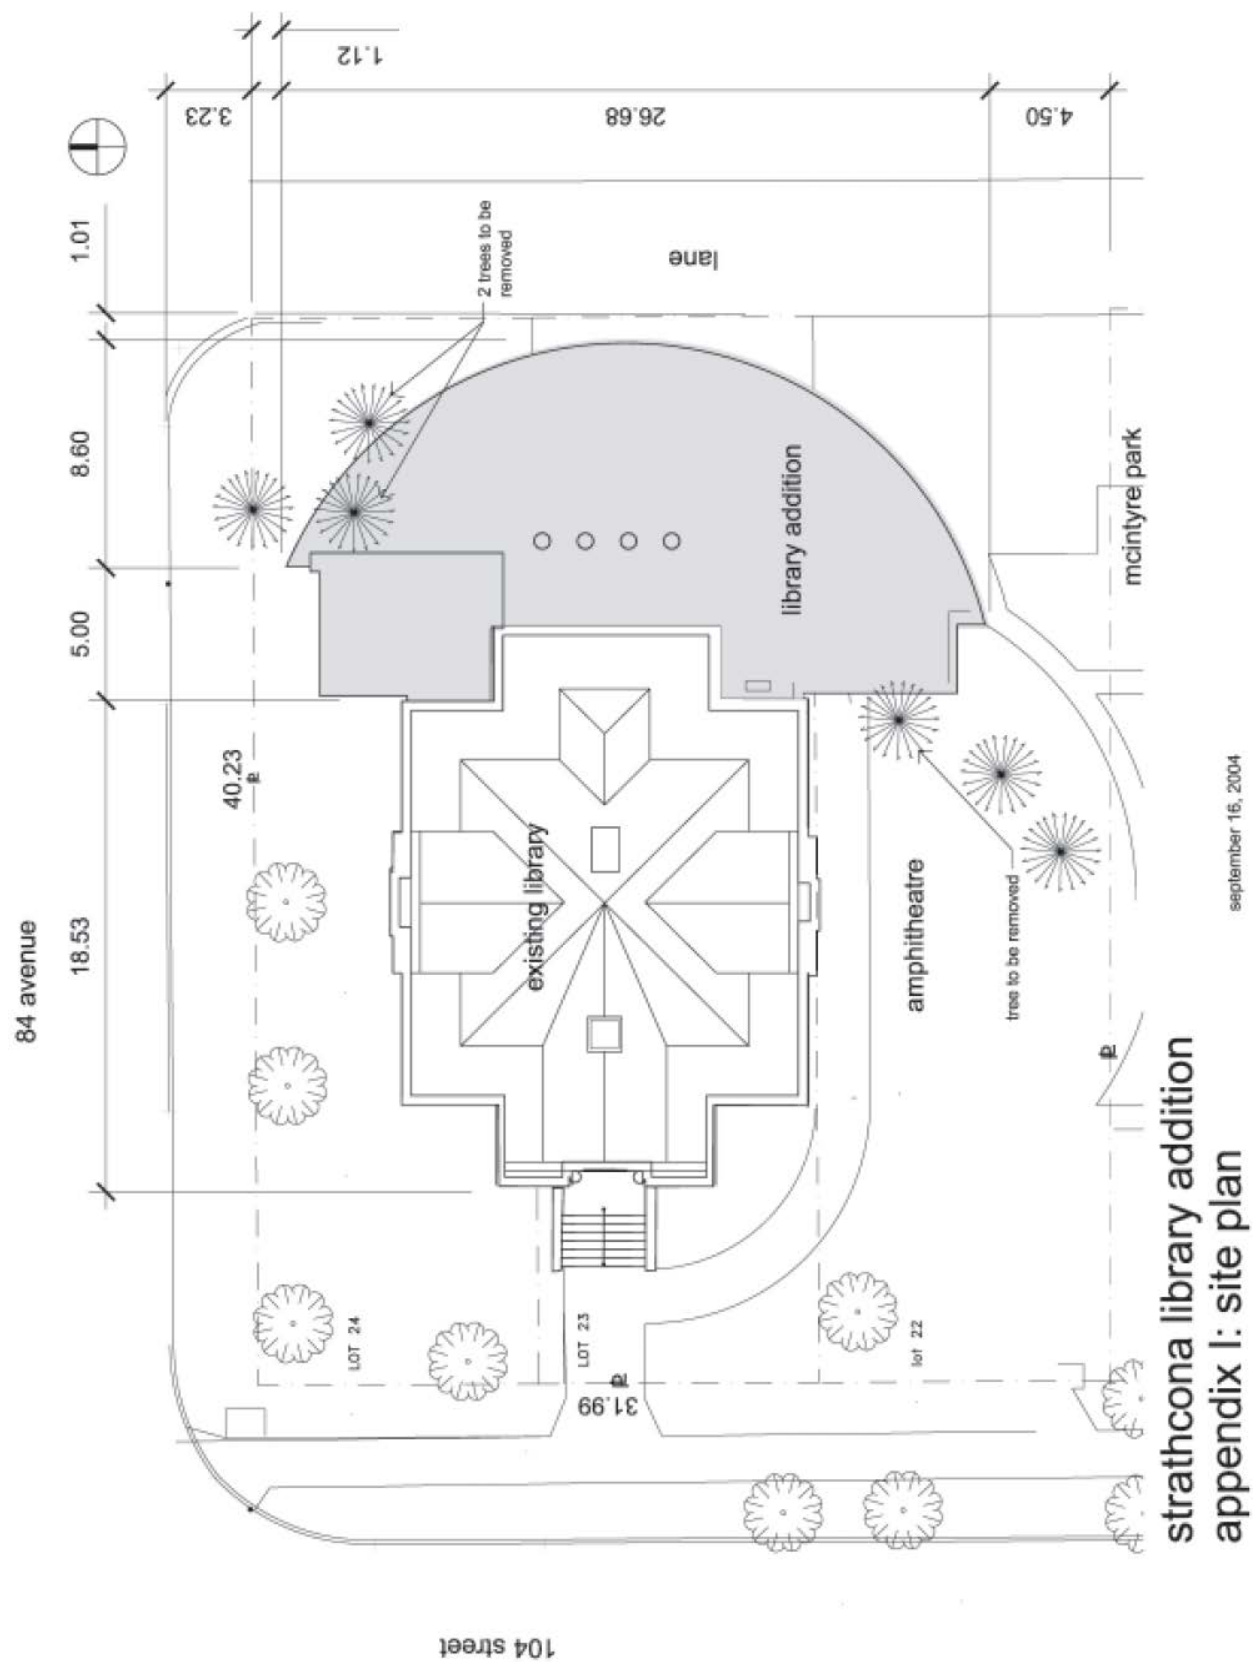 84 avenue
18.53
5.00
8.60
1.01
40.23
3.23
1.12
26.68
4.50
2 trees to be
removed
lane
library addition
mcintyre park
existing library
amphitheatre
tree to be removed
LOT 24
LOT 23
lot 22
31.99
104 street
strathcona library addition
appendix I: site plan
september 16, 2004